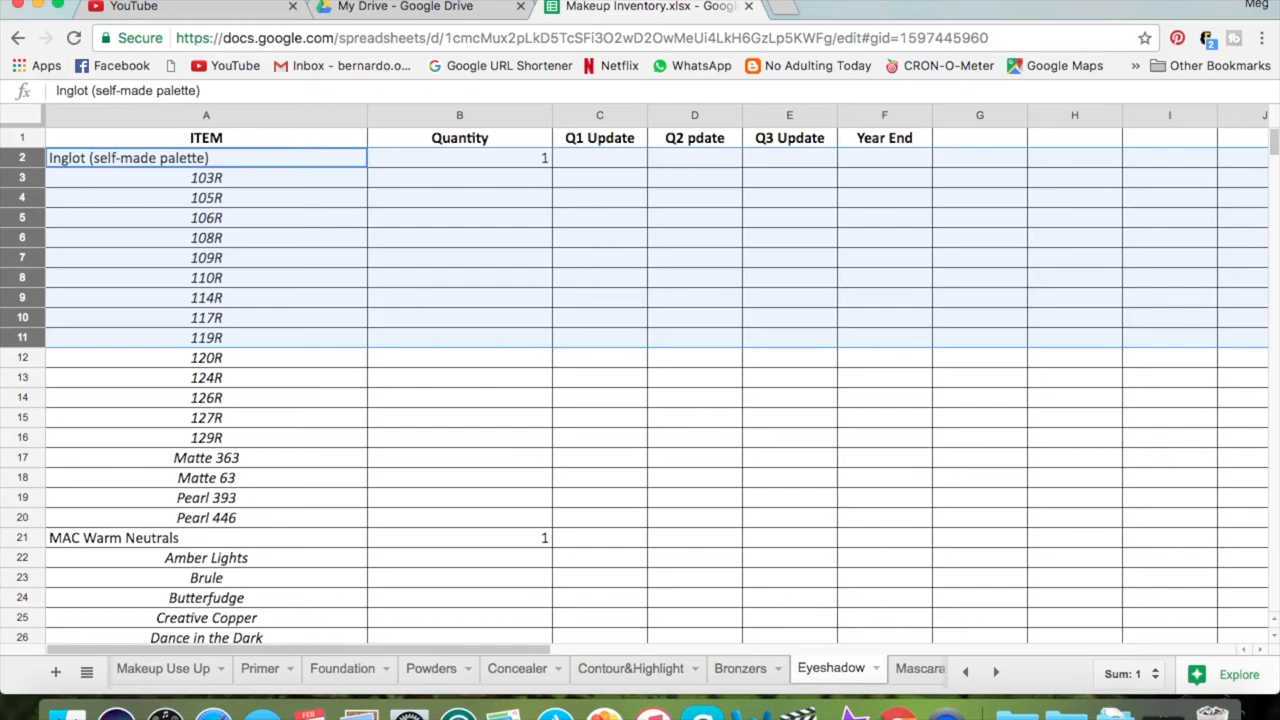 YouTube × My Drive - Google Drive × Makeup Inventory.xlsx - Goog × Meg
Secure https://docs.google.com/spreadsheets/d/1cmcMux2pLkD5TcSFi3O2wD2OwMeUi4LkH6GzLp5KWFg/edit#gid=1597445960
Apps Facebook YouTube Inbox - bernardo.o... Google URL Shortener Netflix WhatsApp No Adulting Today CRON-O-Meter Google Maps » Other Bookmarks
fx Inglot (self-made palette)
A B C D E F G H I J
1 ITEM Quantity Q1 Update Q2 pdate Q3 Update Year End
2 Inglot (self-made palette) 1
3 103R
4 105R
5 106R
6 108R
7 109R
8 110R
9 114R
10 117R
11 119R
12 120R
13 124R
14 126R
15 127R
16 129R
17 Matte 363
18 Matte 63
19 Pearl 393
20 Pearl 446
21 MAC Warm Neutrals 1
22 Amber Lights
23 Brule
24 Butterfudge
25 Creative Copper
26 Dance in the Dark
+ Makeup Use Up Primer Foundation Powders Concealer Contour&Highlight Bronzers Eyeshadow Mascara Sum: 1 Explore
FEB